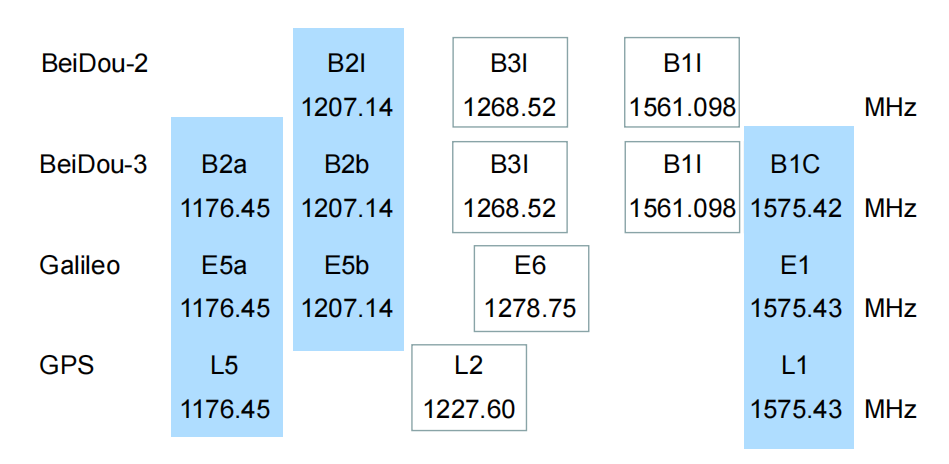 BeiDou-2 B2I B3I B1I
1207.14 1268.52 1561.098 MHz
BeiDou-3 B2a B2b B3I B1I B1C
1176.45 1207.14 1268.52 1561.098 1575.42 MHz
Galileo E5a E5b E6 E1
1176.45 1207.14 1278.75 1575.43 MHz
GPS L5 L2 L1
1176.45 1227.60 1575.43 MHz